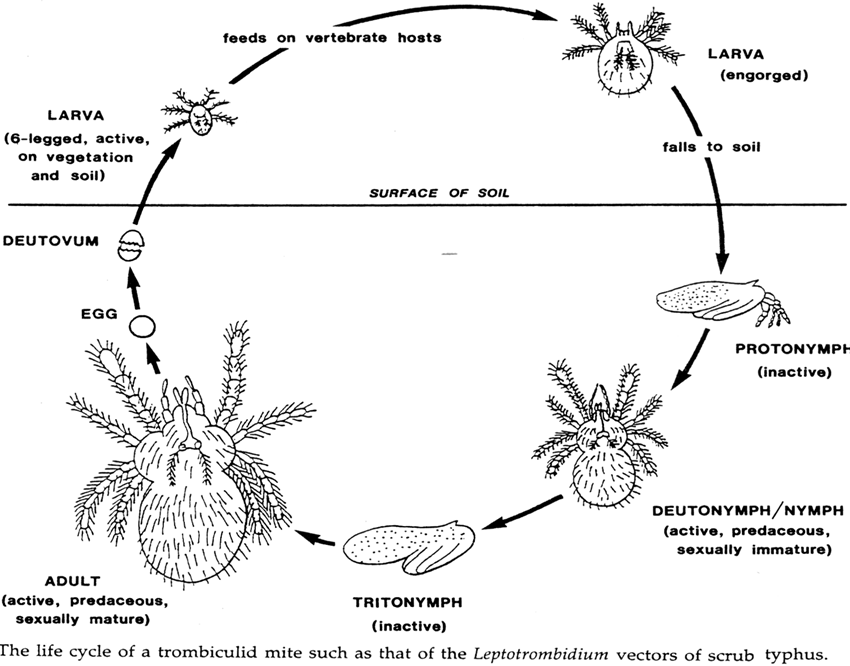 feeds on vertebrate hosts
LARVA
(engorged)
LARVA
(6-legged, active,
on vegetation
and soil)
falls to soil
SURFACE OF SOIL
DEUTOVUM
EGG
PROTONYMPH
(inactive)
DEUTONYMPH/NYMPH
(active, predaceous,
sexually immature)
ADULT
(active, predaceous,
sexually mature)
TRITONYMPH
(inactive)
The life cycle of a trombiculid mite such as that of the Leptotrombidium vectors of scrub typhus.